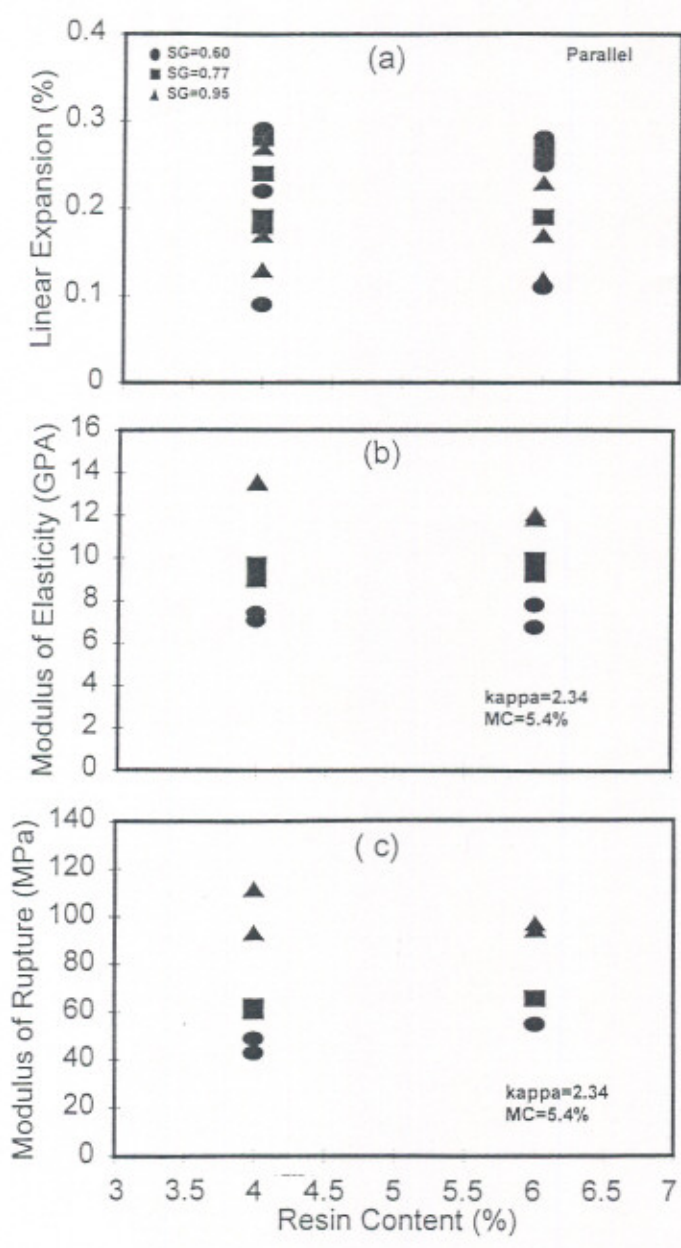 0.4
SG=0.60
(a)
Parallel
SG=0.77
SG=0.95
0.3
0.2
0.1
0
Linear Expansion (%)
16
(b)
14
12
10
8
6
4
2
0
kappa=2.34
MC=5.4%
Modulus of Elasticity (GPA)
140
( c)
120
100
80
60
40
20
0
kappa=2.34
MC=5.4%
Modulus of Rupture (MPa)
3 3.5 4 4.5 5 5.5 6 6.5 7
Resin Content (%)